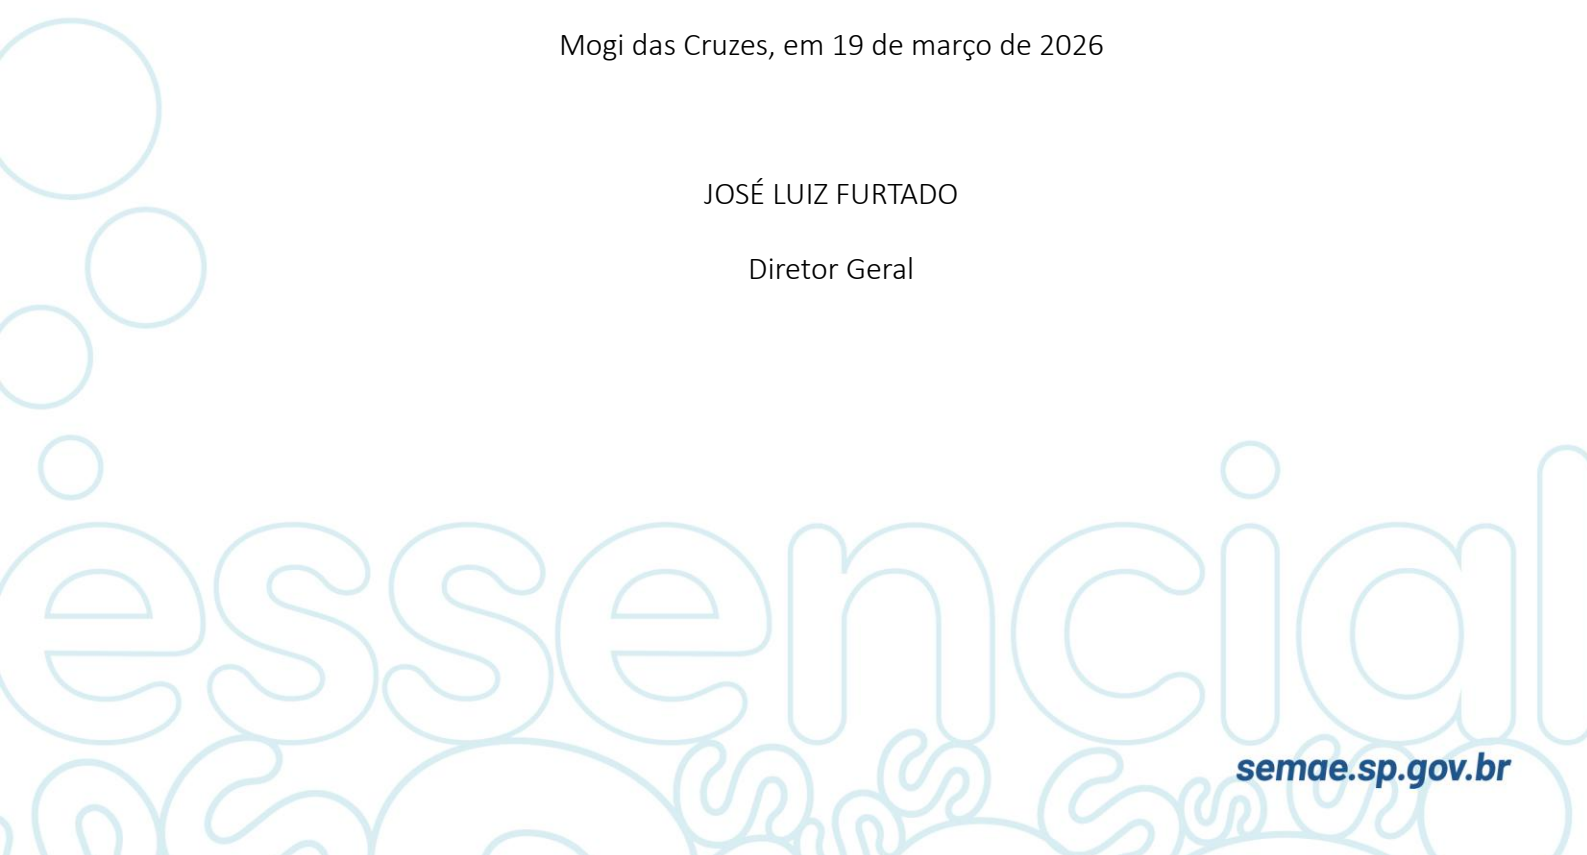 Mogi das Cruzes, em 19 de março de 2026
JOSÉ LUIZ FURTADO
Diretor Geral
essencial
semae.sp.gov.br